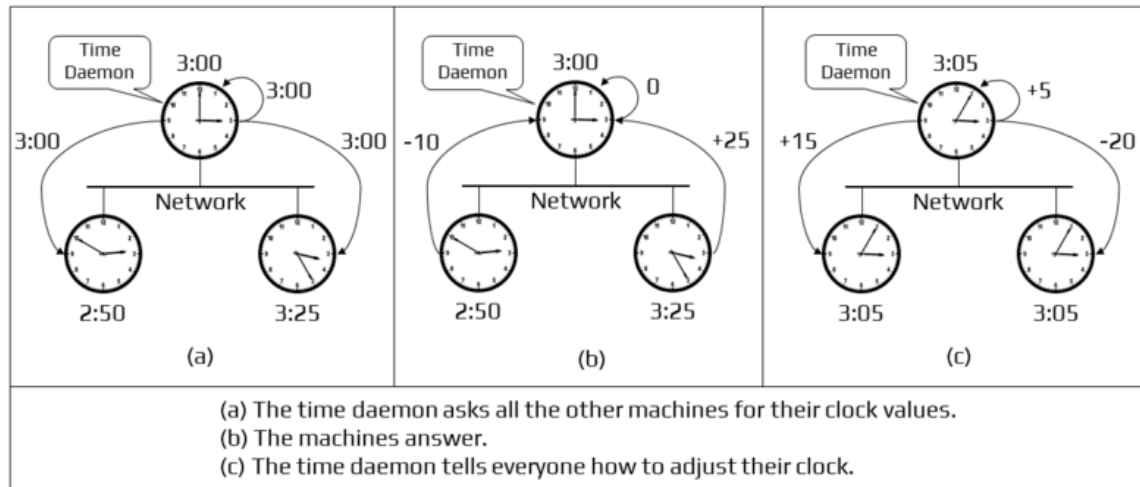 Time
Daemon
3:00
3:00
3:00
3:00
Network
2:50
3:25
(a)
Time
Daemon
3:00
0
-10
+25
Network
2:50
3:25
(b)
Time
Daemon
3:05
+5
+15
-20
Network
3:05
3:05
(c)
(a) The time daemon asks all the other machines for their clock values.
(b) The machines answer.
(c) The time daemon tells everyone how to adjust their clock.